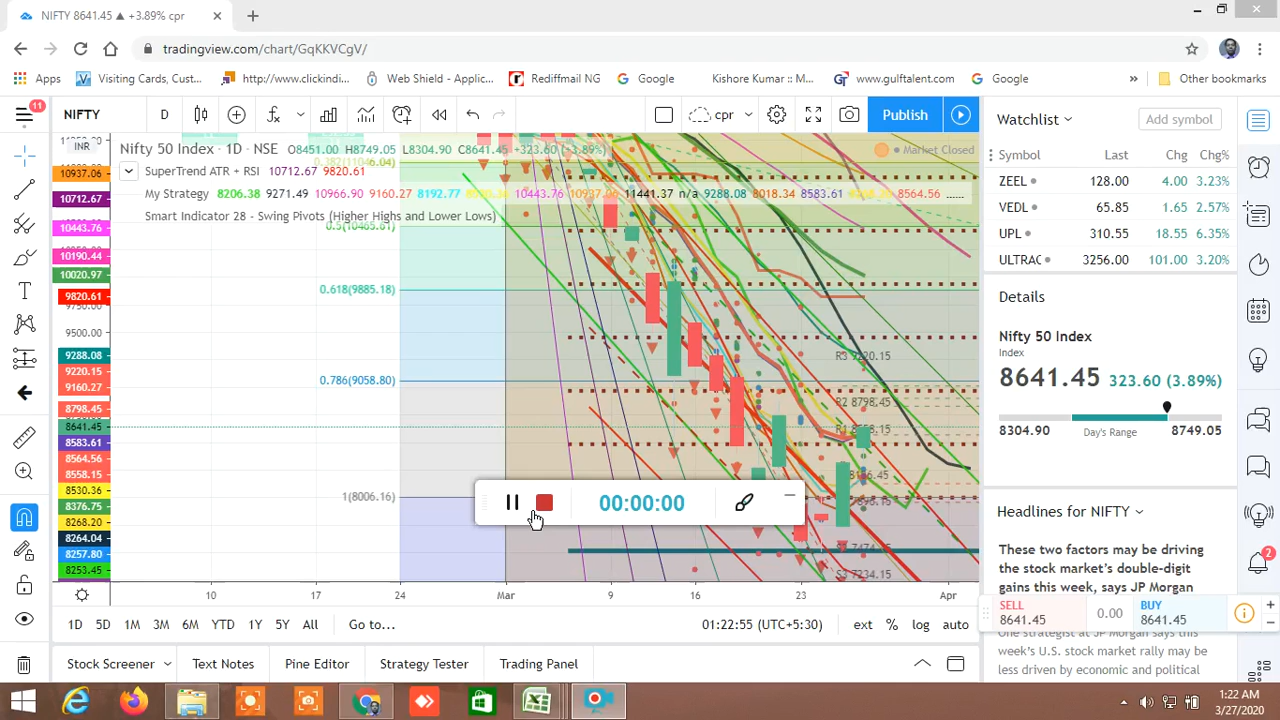 NIFTY 8641.45 ▲ +3.89% cpr
tradingview.com/chart/GqKKVCgV/
Apps Visiting Cards, Cust... http://www.clickindi... Web Shield - Applic... Rediffmail NG Google Kishore Kumar :: M... www.gulftalent.com Google » Other bookmarks
11 NIFTY D cpr Publish Watchlist Add symbol
INR Nifty 50 Index · 1D · NSE O8451.00 H8749.05 L8304.90 C8641.45 +323.60 (+3.89%) Market Closed
SuperTrend ATR + RSI 10712.67 9820.61
My Strategy 8206.38 9271.49 10966.90 9160.27 8192.77 10443.76 10937.06 11441.37 n/a 9288.08 8018.34 8583.61 8564.56 ......
Smart Indicator 28 - Swing Pivots (Higher Highs and Lower Lows)
10937.06
10712.67
10443.76
10190.44
10020.97
9820.61
9500.00
9288.08
9220.15
9160.27
8798.45
8641.45
8583.61
8564.56
8558.15
8530.36
8376.75
8268.20
8264.04
8257.80
8253.45
0.5(10465.61)
0.618(9885.18)
0.786(9058.80)
1(8006.16)
R3 9220.15
R2 8798.45
S3 7234.15
00:00:00
10 17 24 Mar 9 16 23 Apr
1D 5D 1M 3M 6M YTD 1Y 5Y All Go to... 01:22:55 (UTC+5:30) ext % log auto
Stock Screener Text Notes Pine Editor Strategy Tester Trading Panel
Symbol Last Chg Chg%
ZEEL 128.00 4.00 3.23%
VEDL 65.85 1.65 2.57%
UPL 310.55 18.55 6.35%
ULTRAC 3256.00 101.00 3.20%
Details
Nifty 50 Index
Index
8641.45 323.60 (3.89%)
8304.90 Day's Range 8749.05
Headlines for NIFTY
These two factors may be driving
the stock market's double-digit
gains this week, says JP Morgan
SELL 8641.45 0.00 BUY 8641.45
One strategist at JP Morgan says this
week's U.S. stock market rally may be
less driven by economic and political
2
1:22 AM
3/27/2020